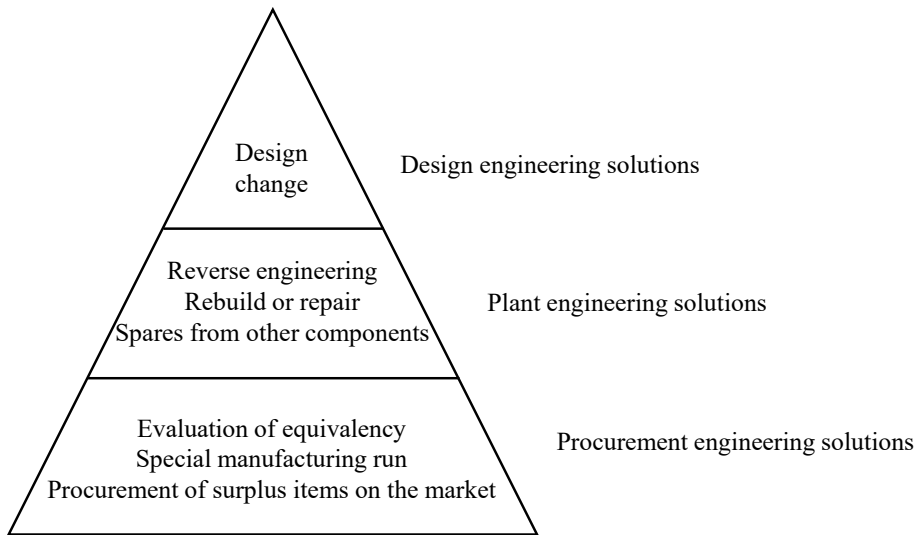 Design
change
Design engineering solutions
Reverse engineering
Rebuild or repair
Spares from other components
Plant engineering solutions
Evaluation of equivalency
Special manufacturing run
Procurement of surplus items on the market
Procurement engineering solutions